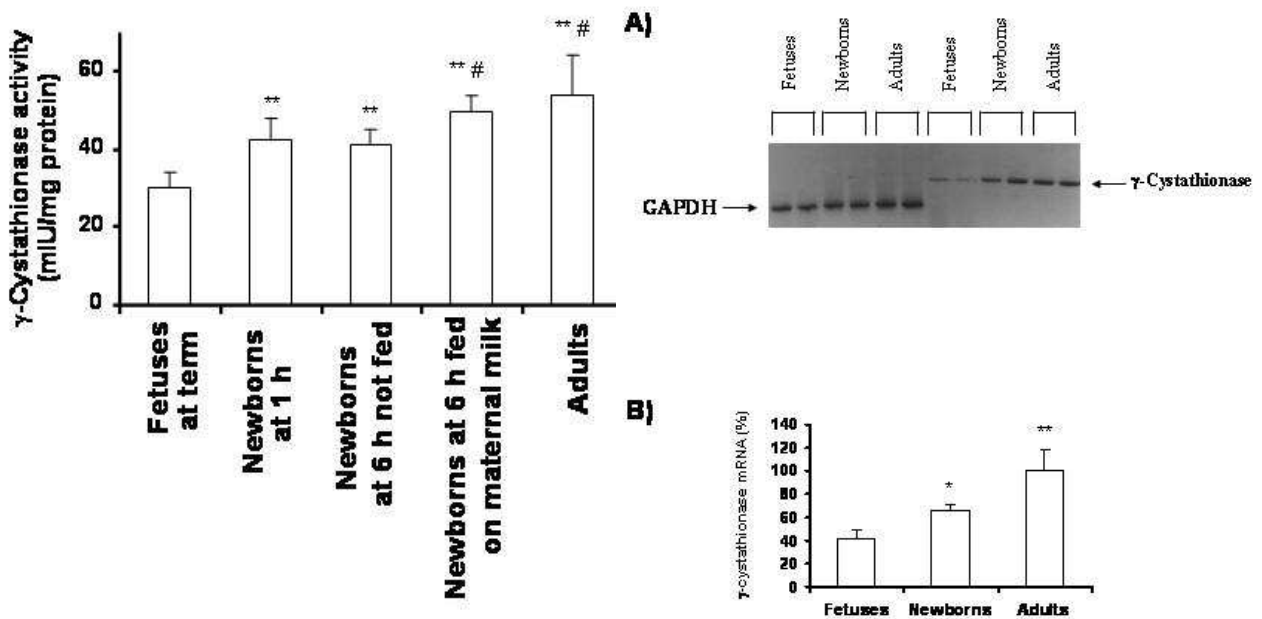 γ-Cystathionase activity
(mIU/mg protein)
60
40
20
0
**
**
** #
** #
Fetuses
at term
Newborns
at 1 h
Newborns
at 6 h not fed
Newborns at 6 h fed
on maternal milk
Adults
A)
Fetuses
Newborns
Adults
Fetuses
Newborns
Adults
GAPDH
γ-Cystathionase
B)
γ-cystathionase mRNA (%)
140
120
100
80
60
40
20
0
*
**
Fetuses
Newborns
Adults